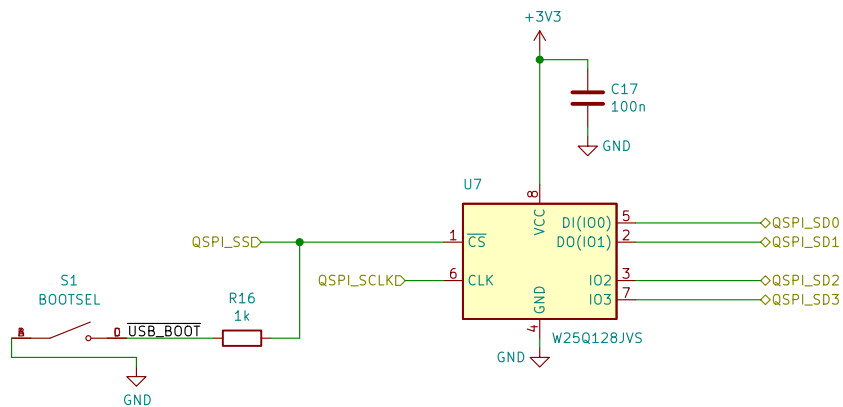 +3V3
C17
100n
GND
U7
8
VCC
QSPI_SS
1
CS
DI(IO0)
5
QSPI_SD0
DO(IO1)
2
QSPI_SD1
QSPI_SCLK
6
CLK
IO2
3
QSPI_SD2
IO3
7
QSPI_SD3
GND
4
W25Q128JVS
GND
S1
BOOTSEL
USB_BOOT
R16
1k
GND